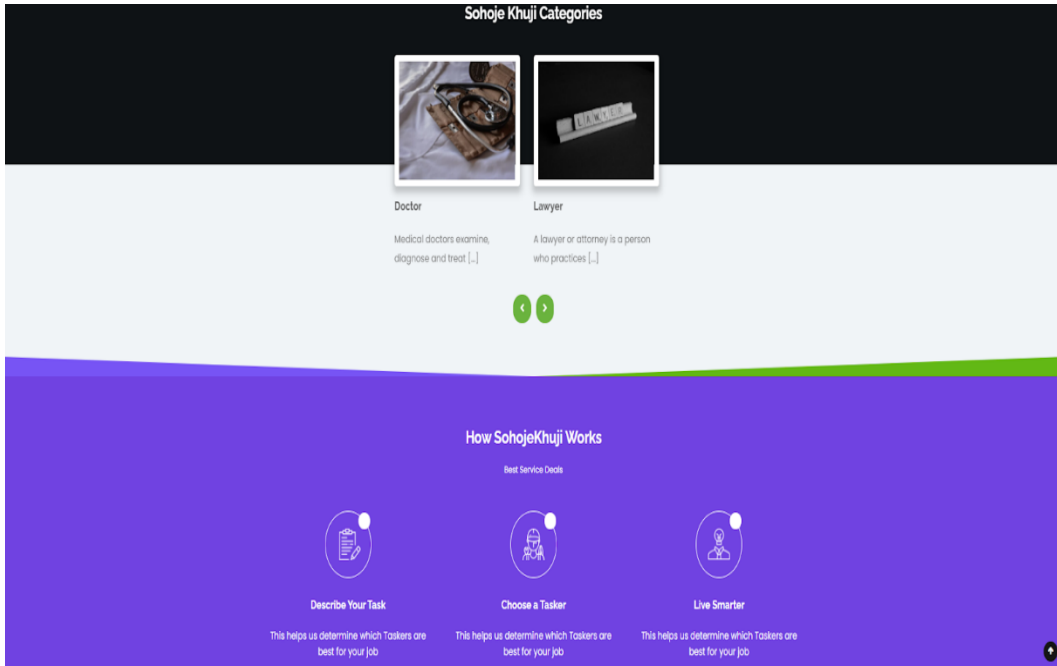 Sohoje Khuji Categories
LAWYER
Doctor
Lawyer
Medical doctors examine,
diagnose and treat [...]
A lawyer or attorney is a person
who practices [...]
How SohojeKhuji Works
Best Service Deals
Describe Your Task
Choose a Tasker
Live Smarter
This helps us determine which Taskers are
best for your job
This helps us determine which Taskers are
best for your job
This helps us determine which Taskers are
best for your job